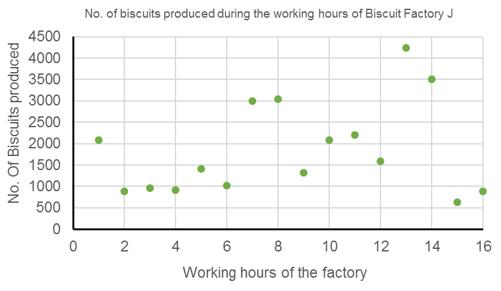 No. of biscuits produced during the working hours of Biscuit Factory J
4500
4000
3500
3000
2500
2000
1500
1000
500
0
No. Of Biscuits produced
0 2 4 6 8 10 12 14 16
Working hours of the factory